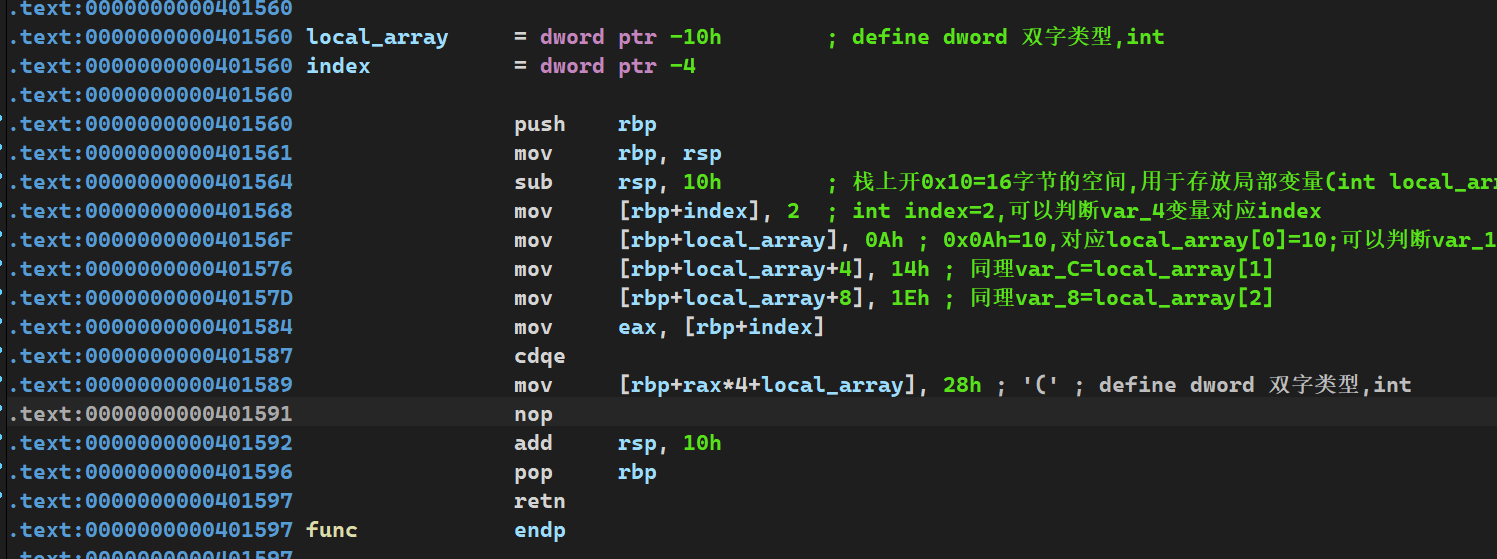 .text:0000000000401560
.text:0000000000401560 local_array = dword ptr -10h ; define dword 双字类型,int
.text:0000000000401560 index = dword ptr -4
.text:0000000000401560
.text:0000000000401560 push rbp
.text:0000000000401561 mov rbp, rsp
.text:0000000000401564 sub rsp, 10h ; 栈上开0x10=16字节的空间,用于存放局部变量(int local_arr
.text:0000000000401568 mov [rbp+index], 2 ; int index=2,可以判断var_4变量对应index
.text:000000000040156F mov [rbp+local_array], 0Ah ; 0x0Ah=10,对应local_array[0]=10;可以判断var_1
.text:0000000000401576 mov [rbp+local_array+4], 14h ; 同理var_C=local_array[1]
.text:000000000040157D mov [rbp+local_array+8], 1Eh ; 同理var_8=local_array[2]
.text:0000000000401584 mov eax, [rbp+index]
.text:0000000000401587 cdqe
.text:0000000000401589 mov [rbp+rax*4+local_array], 28h ; '(' ; define dword 双字类型,int
.text:0000000000401591 nop
.text:0000000000401592 add rsp, 10h
.text:0000000000401596 pop rbp
.text:0000000000401597 retn
.text:0000000000401597 func endp
.text:0000000000401597